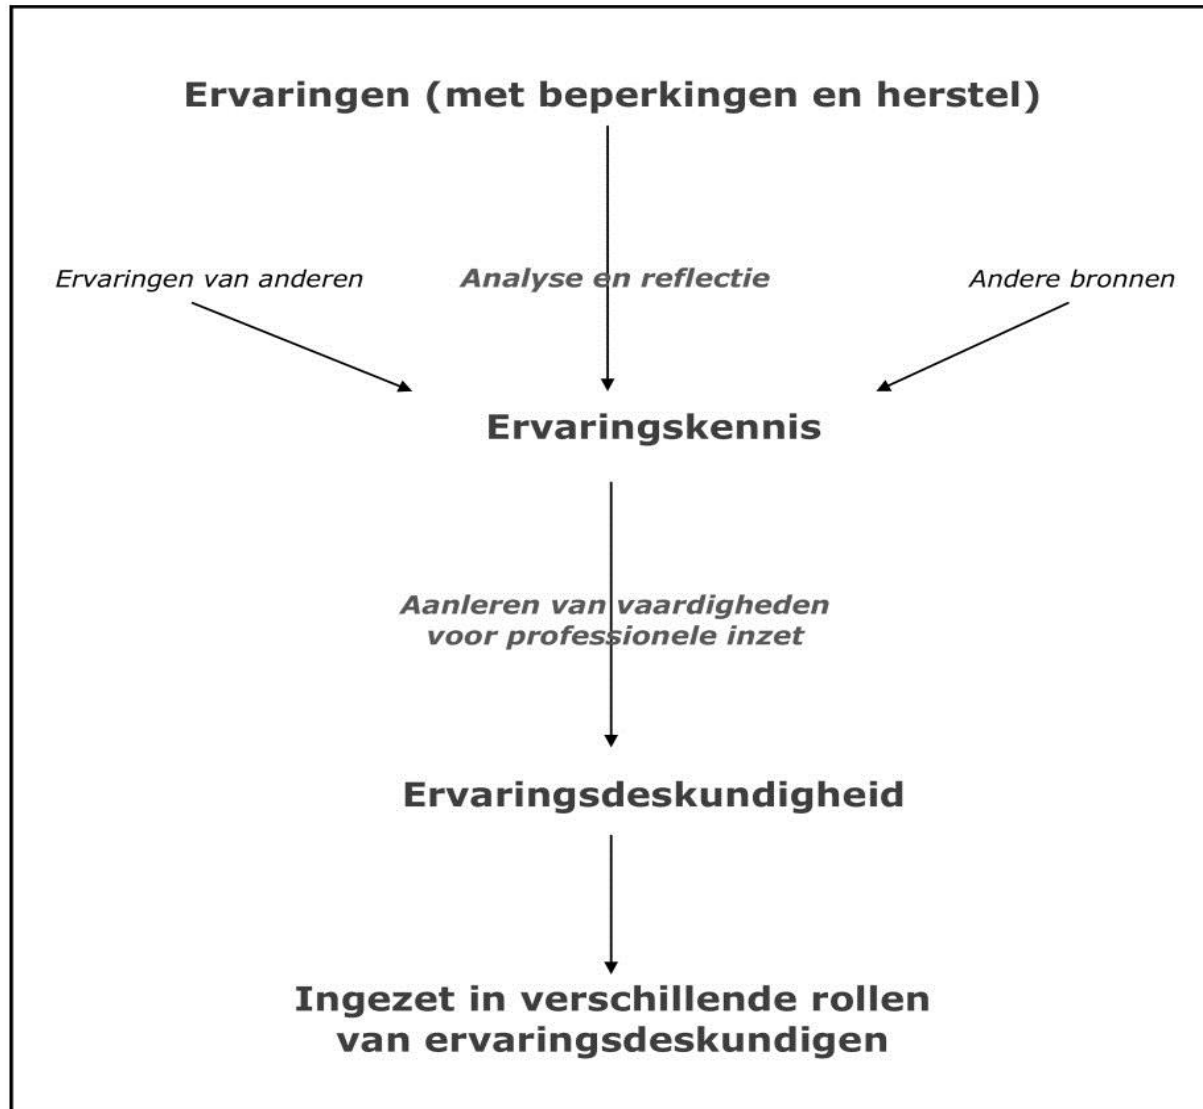 Ervaringen (met beperkingen en herstel)
Ervaringen van anderen
Analyse en reflectie
Andere bronnen
Ervaringskennis
Aanleren van vaardigheden
voor professionele inzet
Ervaringsdeskundigheid
Ingezet in verschillende rollen
van ervaringsdeskundigen